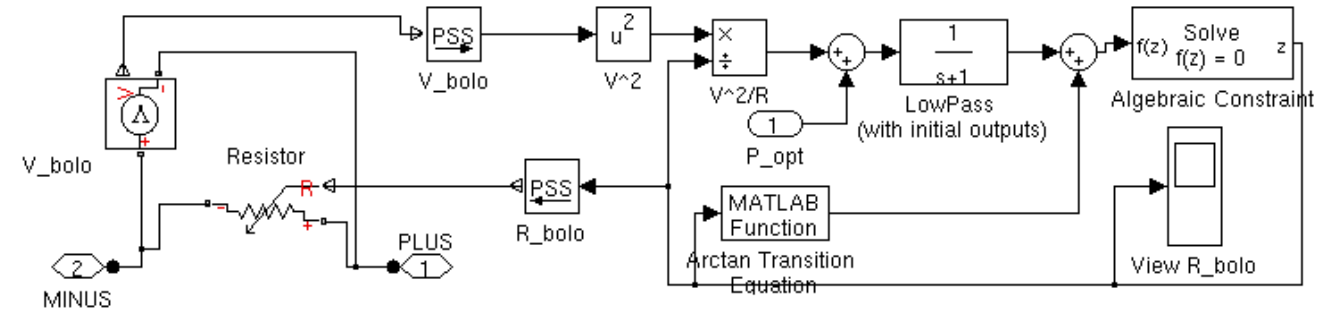 PSS
V_bolo
u2
V^2
×
÷
V^2/R
+
+
1
s+1
LowPass
(with initial outputs)
+
+
f(z) Solve z
f(z) = 0
Algebraic Constraint
1
P_opt
V
-
V
+
V_bolo
Resistor
R
-
+
PSS
R_bolo
MATLAB
Function
Arctan Transition
Equation
View R_bolo
2
MINUS
PLUS
1